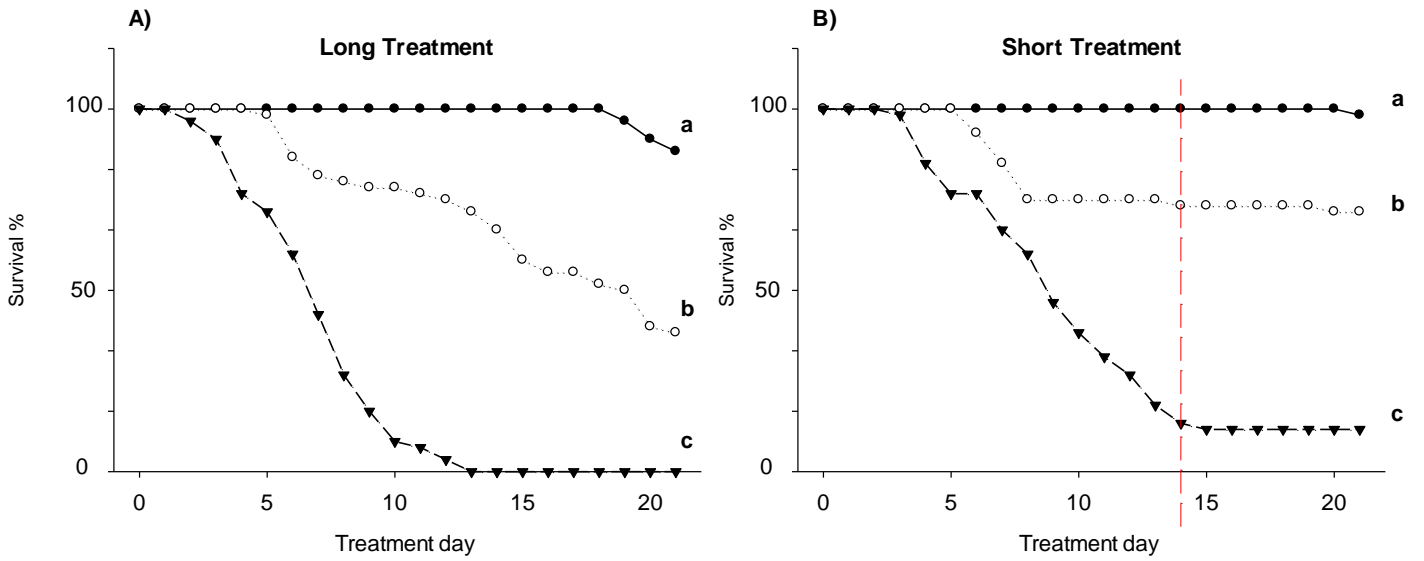 A)
Long Treatment
100
50
0
Survival %
0 5 10 15 20
Treatment day
a
b
c
B)
Short Treatment
100
50
0
Survival %
0 5 10 15 20
Treatment day
a
b
c